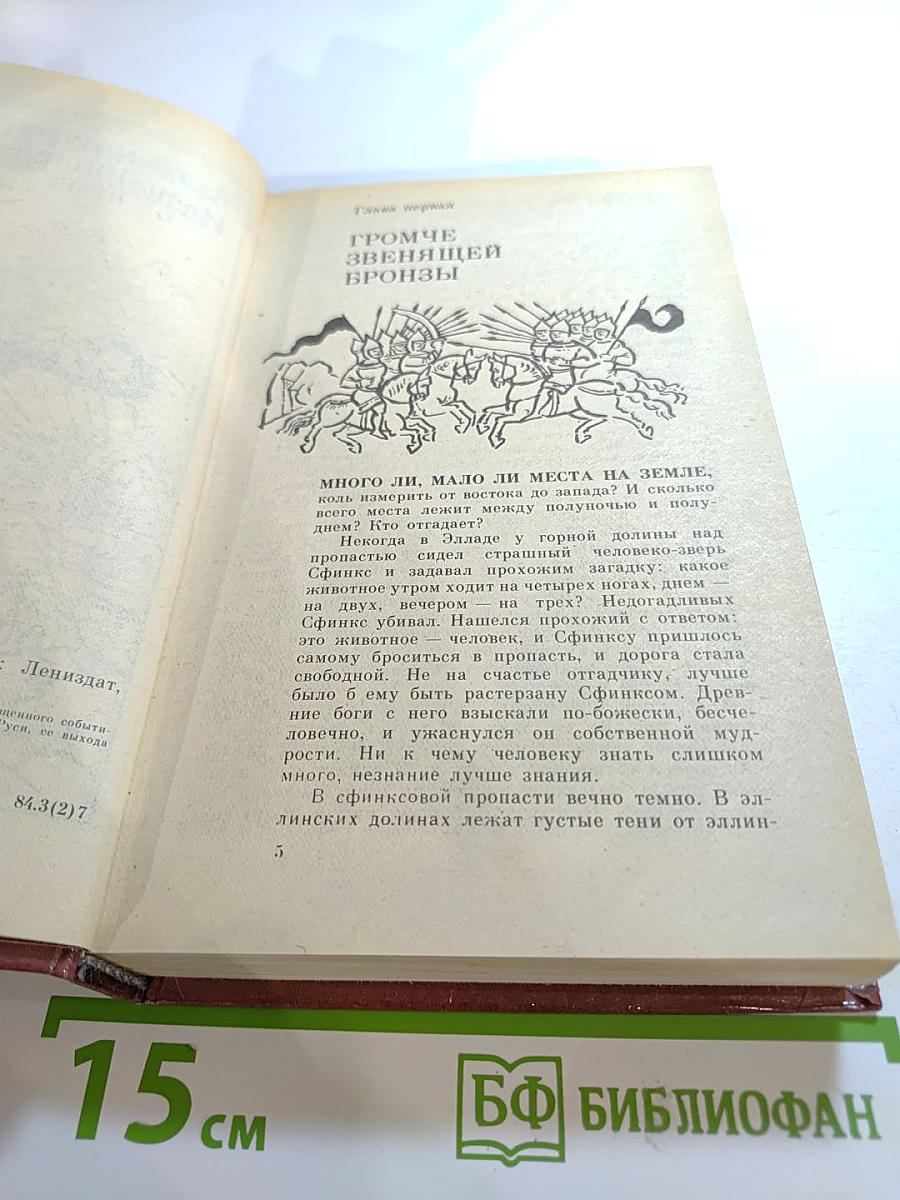 : Лениздат,
щенного событи-
Руси, ее выхода
84.3(2)7
Глава первая
ГРОМЧЕ
ЗВЕНЯЩЕЙ
БРОНЗЫ
МНОГО ЛИ, МАЛО ЛИ МЕСТА НА ЗЕМЛЕ,
коль измерить от востока до запада? И сколько
всего места лежит между полуночью и полу-
днем? Кто отгадает?
Некогда в Элладе у горной долины над
пропастью сидел страшный человеко-зверь
Сфинкс и задавал прохожим загадку: какое
животное утром ходит на четырех ногах, днем —
на двух, вечером — на трех? Недогадливых
Сфинкс убивал. Нашелся прохожий с ответом:
это животное — человек, и Сфинксу пришлось
самому броситься в пропасть, и дорога стала
свободной. Не на счастье отгадчику, лучше
было б ему быть растерзану Сфинксом. Древ-
ние боги с него взыскали по-божески, бесче-
ловечно, и ужаснулся он собственной муд-
рости. Ни к чему человеку знать слишком
много, незнание лучше знания.
В сфинксовой пропасти вечно темно. В эл-
линских долинах лежат густые тени от эллин-
5
15 см
БФ БИБЛИОФАН